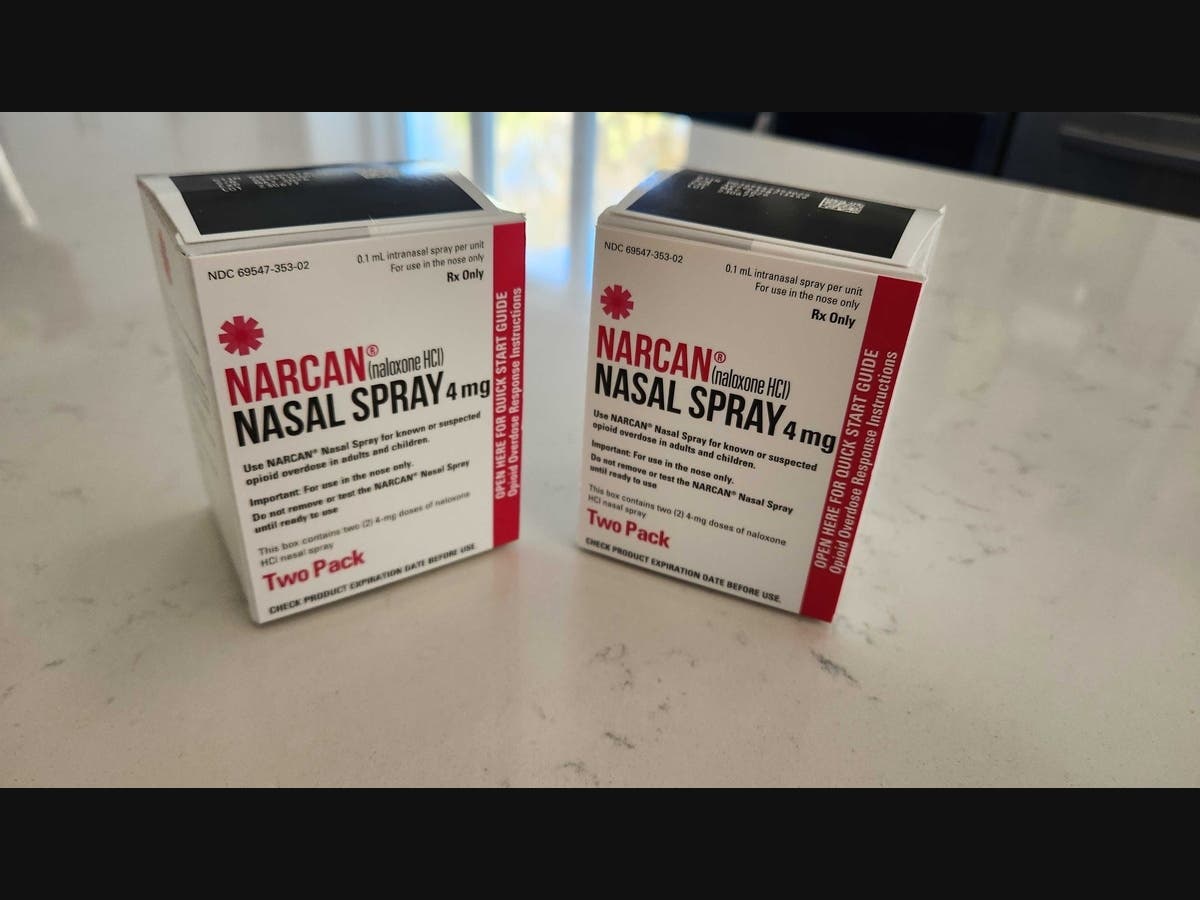 NDC 69547-353-02
0.1 mL intranasal spray per unit
For use in the nose only
Rx Only
NARCAN®
(naloxone HCl)
NASAL SPRAY 4 mg
Use NARCAN® Nasal Spray for known or suspected
opioid overdose in adults and children.
Important: For use in the nose only.
Do not remove or test the NARCAN® Nasal Spray
until ready to use
This box contains two (2) 4-mg doses of naloxone
HCl nasal spray
Two Pack
CHECK PRODUCT EXPIRATION DATE BEFORE USE.
OPEN HERE FOR QUICK START GUIDE
Opioid Overdose Response Instructions
NDC 69547-353-02
0.1 mL intranasal spray per unit
For use in the nose only
Rx Only
NARCAN®
(naloxone HCl)
NASAL SPRAY 4 mg
Use NARCAN® Nasal Spray for known or suspected
opioid overdose in adults and children.
Important: For use in the nose only.
Do not remove or test the NARCAN® Nasal Spray
until ready to use
This box contains two (2) 4-mg doses of naloxone
HCl nasal spray
Two Pack
CHECK PRODUCT EXPIRATION DATE BEFORE USE.
OPEN HERE FOR QUICK START GUIDE
Opioid Overdose Response Instructions